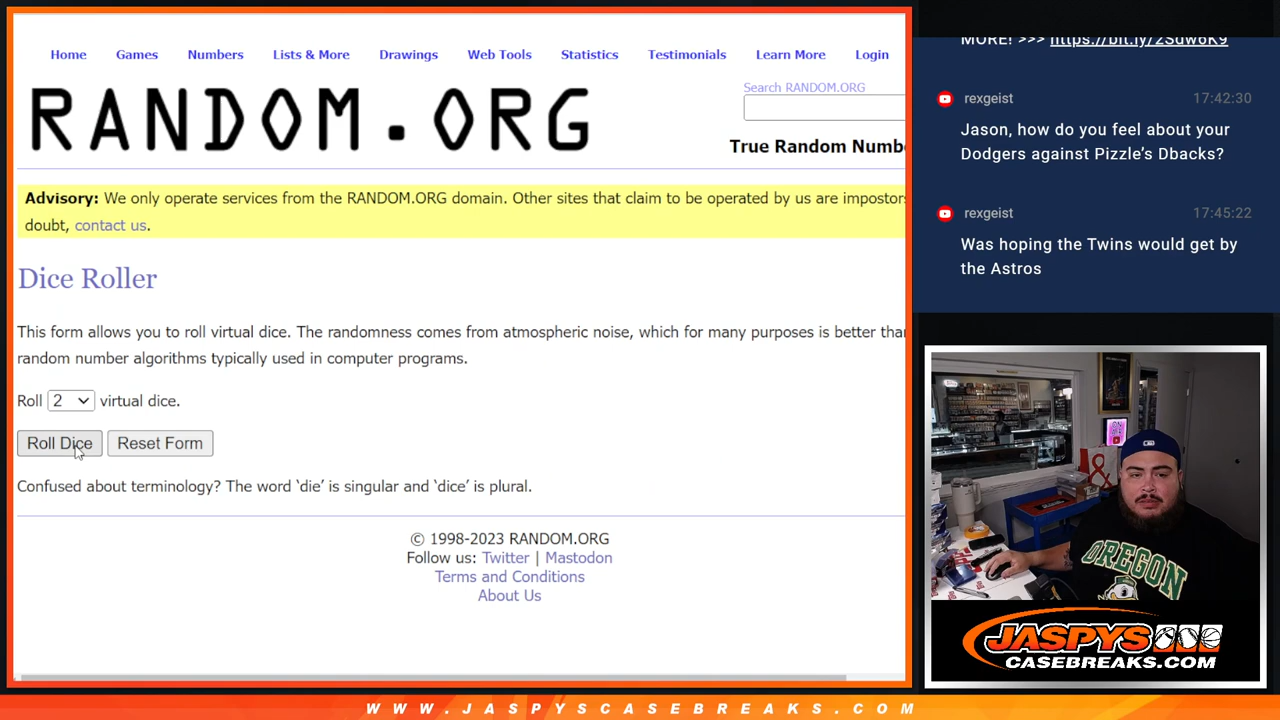 Home Games Numbers Lists & More Drawings Web Tools Statistics Testimonials Learn More Login
RANDOM.ORG
Search RANDOM.ORG
True Random Numb
Advisory: We only operate services from the RANDOM.ORG domain. Other sites that claim to be operated by us are impostors
doubt, contact us.
Dice Roller
This form allows you to roll virtual dice. The randomness comes from atmospheric noise, which for many purposes is better tha
random number algorithms typically used in computer programs.
Roll 2 virtual dice.
Roll Dice Reset Form
Confused about terminology? The word ‘die’ is singular and ‘dice’ is plural.
© 1998-2023 RANDOM.ORG
Follow us: Twitter | Mastodon
Terms and Conditions
About Us
MORE! >>> https://bit.ly/2Sdw6K9
rexgeist 17:42:30
Jason, how do you feel about your
Dodgers against Pizzle’s Dbacks?
rexgeist 17:45:22
Was hoping the Twins would get by
the Astros
OREGON
JASPYS
CASEBREAKS.COM
WWW.JASPYSCASEBREAKS.COM